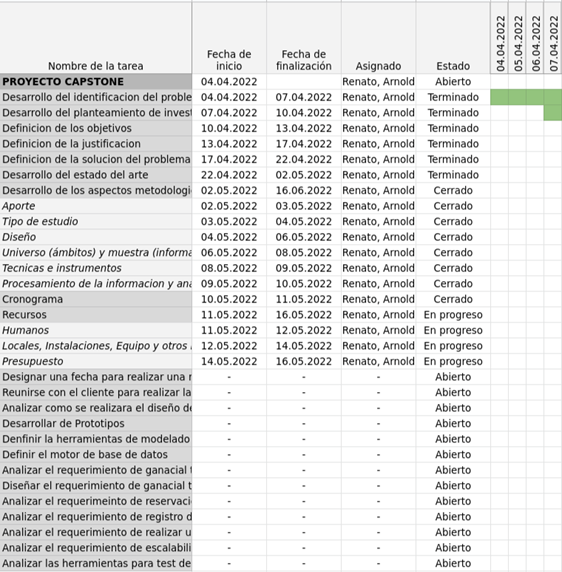 Nombre de la tarea Fecha de inicio Fecha de finalización Asignado Estado 04.04.2022 05.04.2022 06.04.2022 07.04.2022
PROYECTO CAPSTONE 04.04.2022 Renato, Arnold Abierto
Desarrollo del identificacion del proble 04.04.2022 07.04.2022 Renato, Arnold Terminado
Desarrollo del planteamiento de invest 07.04.2022 10.04.2022 Renato, Arnold Terminado
Definicion de los objetivos 10.04.2022 13.04.2022 Renato, Arnold Terminado
Definicion de la justificacion 13.04.2022 17.04.2022 Renato, Arnold Terminado
Definicion de la solucion del problema 17.04.2022 22.04.2022 Renato, Arnold Terminado
Desarrollo del estado del arte 22.04.2022 02.05.2022 Renato, Arnold Terminado
Desarrollo de los aspectos metodologi 02.05.2022 16.06.2022 Renato, Arnold Cerrado
Aporte 02.05.2022 03.05.2022 Renato, Arnold Cerrado
Tipo de estudio 03.05.2022 04.05.2022 Renato, Arnold Cerrado
Diseño 04.05.2022 06.05.2022 Renato, Arnold Cerrado
Universo (ámbitos) y muestra (informa 06.05.2022 08.05.2022 Renato, Arnold Cerrado
Tecnicas e instrumentos 08.05.2022 09.05.2022 Renato, Arnold Cerrado
Procesamiento de la informacion y ana 09.05.2022 10.05.2022 Renato, Arnold Cerrado
Cronograma 10.05.2022 11.05.2022 Renato, Arnold Cerrado
Recursos 11.05.2022 16.05.2022 Renato, Arnold En progreso
Humanos 11.05.2022 12.05.2022 Renato, Arnold En progreso
Locales, Instalaciones, Equipo y otros 12.05.2022 14.05.2022 Renato, Arnold En progreso
Presupuesto 14.05.2022 16.05.2022 Renato, Arnold En progreso
Designar una fecha para realizar una r - - - Abierto
Reunirse con el cliente para realizar la - - - Abierto
Analizar como se realizara el diseño de - - - Abierto
Desarrollar de Prototipos - - - Abierto
Denfinir la herramientas de modelado - - - Abierto
Definir el motor de base de datos - - - Abierto
Analizar el requerimiento de ganacial t - - - Abierto
Diseñar el requerimiento de ganacial t - - - Abierto
Analizar el requerimeinto de reservaci - - - Abierto
Analizar el requerimiento de registro d - - - Abierto
Analizar el requerimiento de realizar u - - - Abierto
Analizar el requerimiento de escalabili - - - Abierto
Analizar las herramientas para test de - - - Abierto